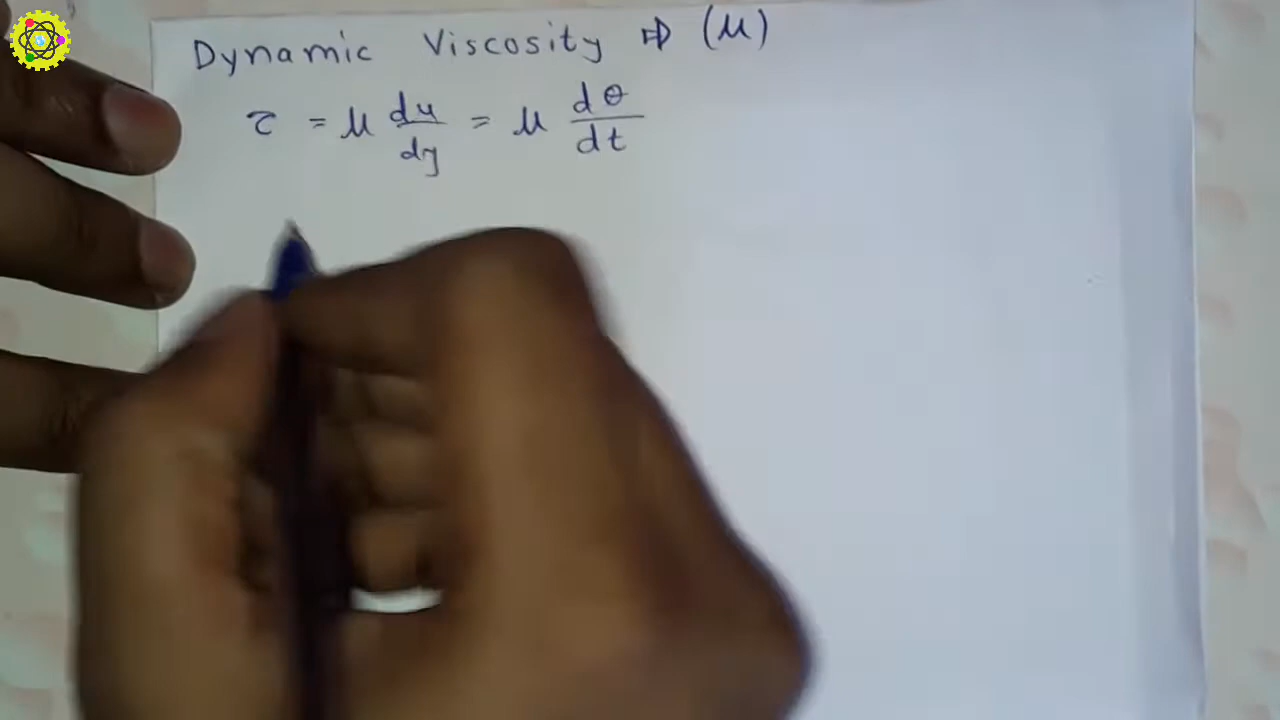 Dynamic Viscosity ⇒ (μ)
τ = μ du/dy = μ dθ/dt